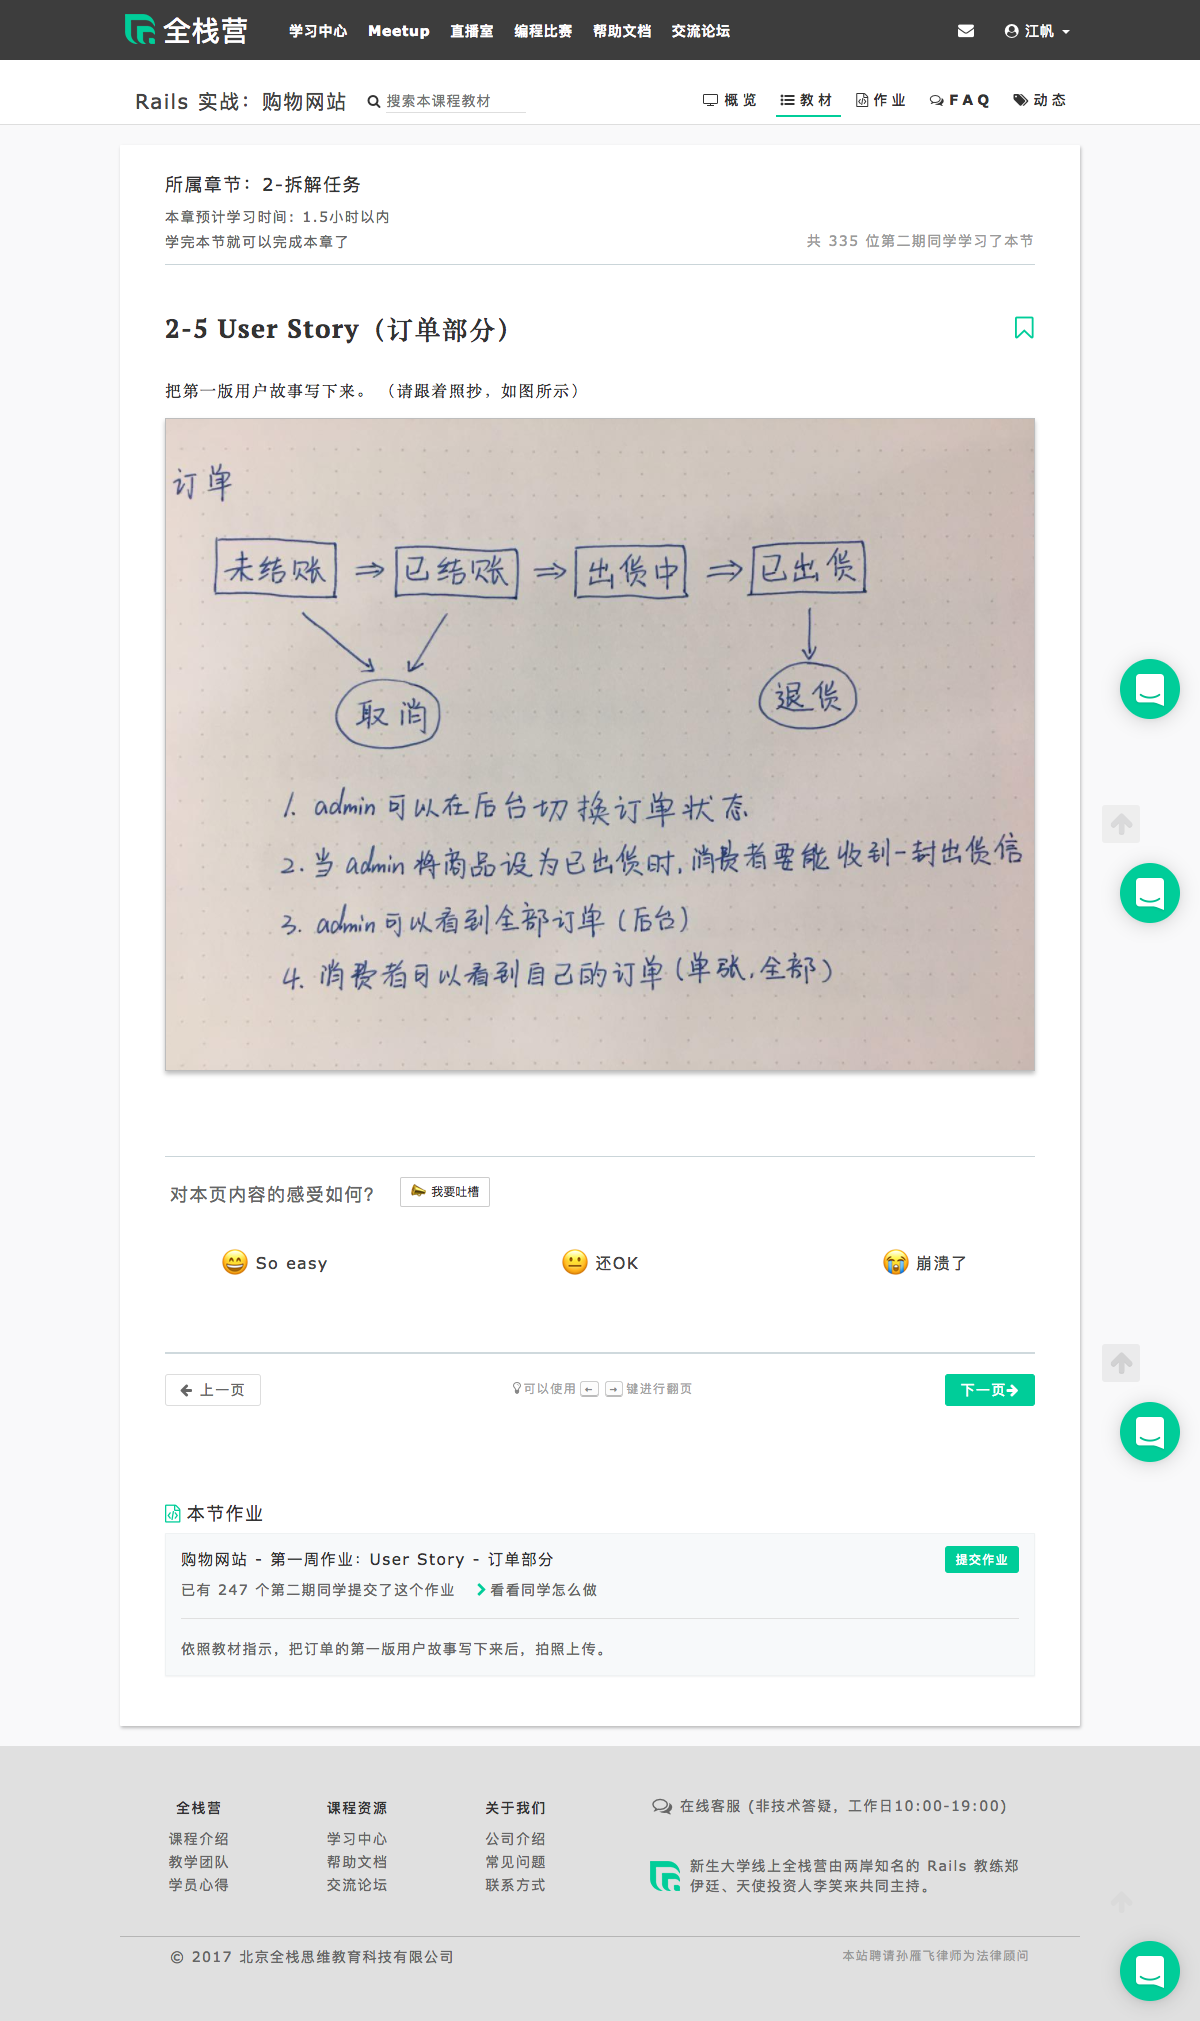 全栈营
学习中心 Meetup 直播室 编程比赛 帮助文档 交流论坛
江帆
Rails 实战：购物网站
搜索本课程教材
概览 教材 作业 FAQ 动态
所属章节：2-拆解任务
本章预计学习时间：1.5小时以内
学完本节就可以完成本章了
共 335 位第二期同学学习了本节
2-5 User Story（订单部分）
把第一版用户故事写下来。（请跟着照抄，如图所示）
订单
未结账 ⇒ 已结账 ⇒ 出货中 ⇒ 已出货
取消
退货
1. admin可以在后台切换订单状态
2. 当admin将商品设为已出货时,消费者要能收到一封出货信
3. admin可以看到全部订单(后台)
4. 消费者可以看到自己的订单(单张,全部)
对本页内容的感受如何?
我要吐槽
So easy
还OK
崩溃了
上一页
可以使用 ← → 键进行翻页
下一页
本节作业
购物网站 - 第一周作业：User Story - 订单部分
提交作业
已有 247 个第二期同学提交了这个作业
看看同学怎么做
依照教材指示，把订单的第一版用户故事写下来后，拍照上传。
全栈营
课程介绍
教学团队
学员心得
课程资源
学习中心
帮助文档
交流论坛
关于我们
公司介绍
常见问题
联系方式
在线客服 (非技术答疑，工作日10:00-19:00)
新生大学线上全栈营由两岸知名的 Rails 教练郑
伊廷、天使投资人李笑来共同主持。
© 2017 北京全栈思维教育科技有限公司
本站聘请孙雁飞律师为法律顾问